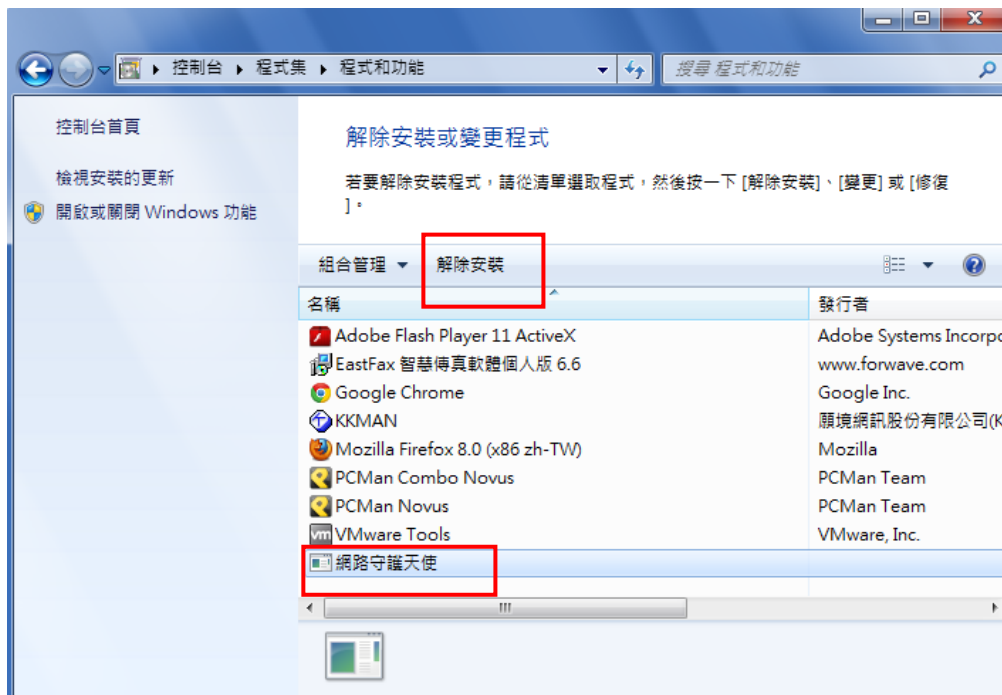 控制台 程式集 程式和功能 搜尋 程式和功能
控制台首頁
檢視安裝的更新
開啟或關閉 Windows 功能
解除安裝或變更程式
若要解除安裝程式，請從清單選取程式，然後按一下 [解除安裝]、[變更] 或 [修復
]。
組合管理 解除安裝
名稱 發行者
Adobe Flash Player 11 ActiveX Adobe Systems Incorpo
EastFax 智慧傳真軟體個人版 6.6 www.forwave.com
Google Chrome Google Inc.
KKMAN 願境網訊股份有限公司(K
Mozilla Firefox 8.0 (x86 zh-TW) Mozilla
PCMan Combo Novus PCMan Team
PCMan Novus PCMan Team
VMware Tools VMware, Inc.
網路守護天使